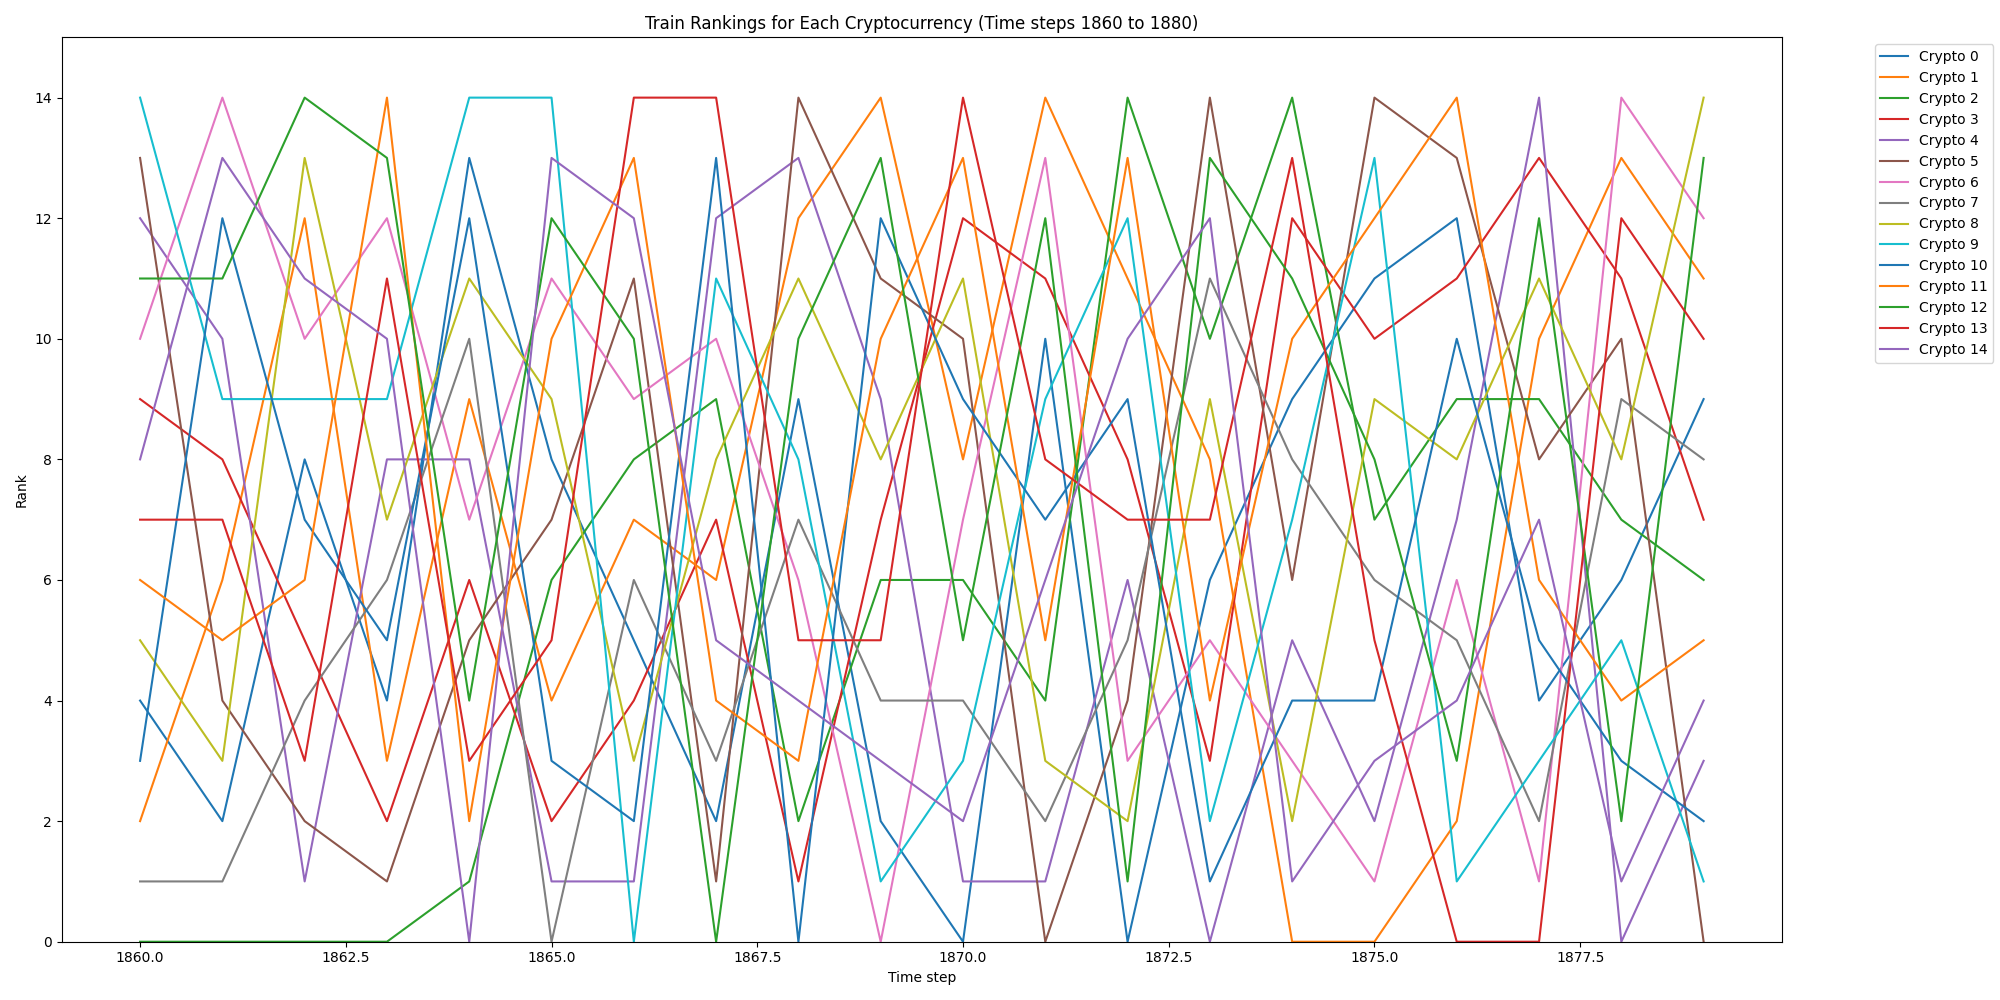 Train Rankings for Each Cryptocurrency (Time steps 1860 to 1880)
Rank
14
12
10
8
6
4
2
0
1860.0 1862.5 1865.0 1867.5 1870.0 1872.5 1875.0 1877.5
Time step
Crypto 0
Crypto 1
Crypto 2
Crypto 3
Crypto 4
Crypto 5
Crypto 6
Crypto 7
Crypto 8
Crypto 9
Crypto 10
Crypto 11
Crypto 12
Crypto 13
Crypto 14